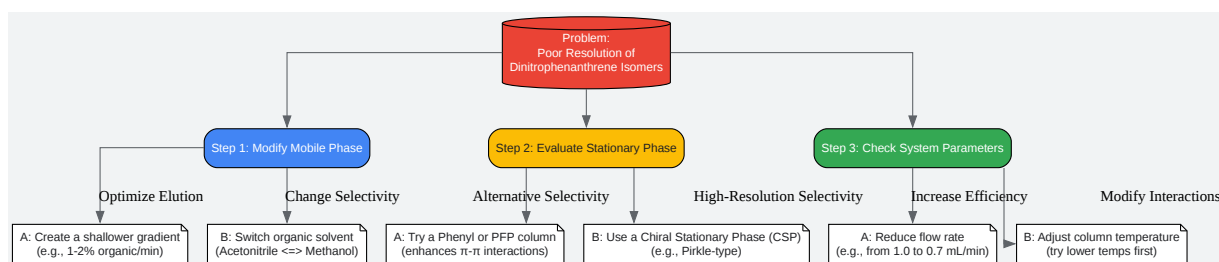 Problem:
Poor Resolution of
Dinitrophenanthrene Isomers
Step 1: Modify Mobile Phase
Step 2: Evaluate Stationary Phase
Step 3: Check System Parameters
Optimize Elution
Change Selectivity
Alternative Selectivity
High-Resolution Selectivity
Increase Efficiency
Modify Interactions
A: Create a shallower gradient
(e.g., 1-2% organic/min)
B: Switch organic solvent
(Acetonitrile <=> Methanol)
A: Try a Phenyl or PFP column
(enhances π-π interactions)
B: Use a Chiral Stationary Phase (CSP)
(e.g., Pirkle-type)
A: Reduce flow rate
(e.g., from 1.0 to 0.7 mL/min)
B: Adjust column temperature
(try lower temps first)